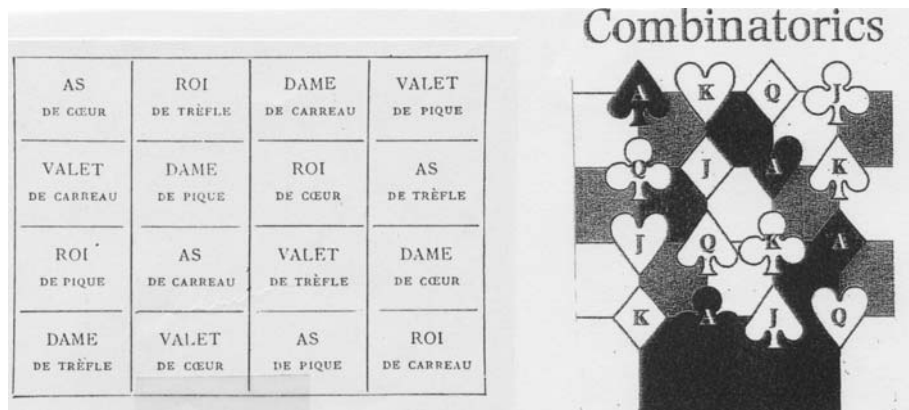 Combinatorics
AS ROI DAME VALET
DE CŒUR DE TRÈFLE DE CARREAU DE PIQUE
VALET DAME ROI AS
DE CARREAU DE PIQUE DE CŒUR DE TRÈFLE
ROI AS VALET DAME
DE PIQUE DE CARREAU DE TRÈFLE DE CŒUR
DAME VALET AS ROI
DE TRÈFLE DE CŒUR DE PIQUE DE CARREAU
A K Q J
Q J A K
J Q K A
K A J Q